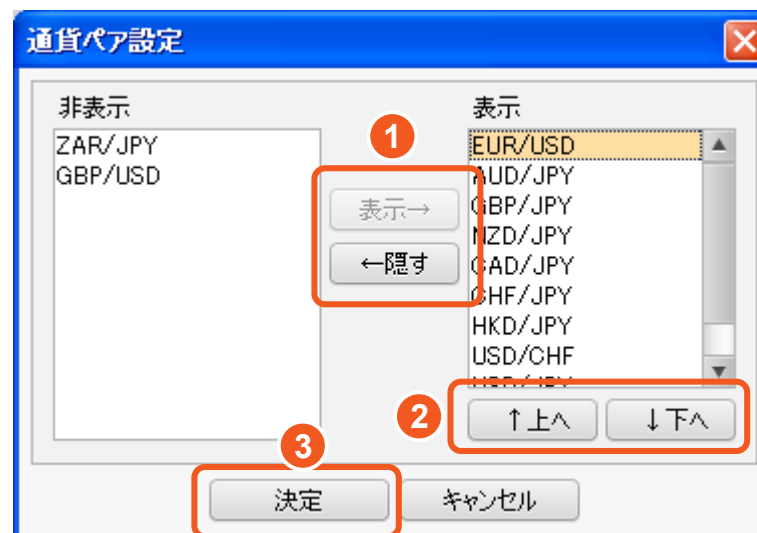 通貨ペア設定
非表示
表示
ZAR/JPY
GBP/USD
1
表示→
←隠す
EUR/USD
AUD/JPY
GBP/JPY
NZD/JPY
CAD/JPY
CHF/JPY
HKD/JPY
USD/CHF
USD/JPY
2
↑上へ
↓下へ
3
決定
キャンセル